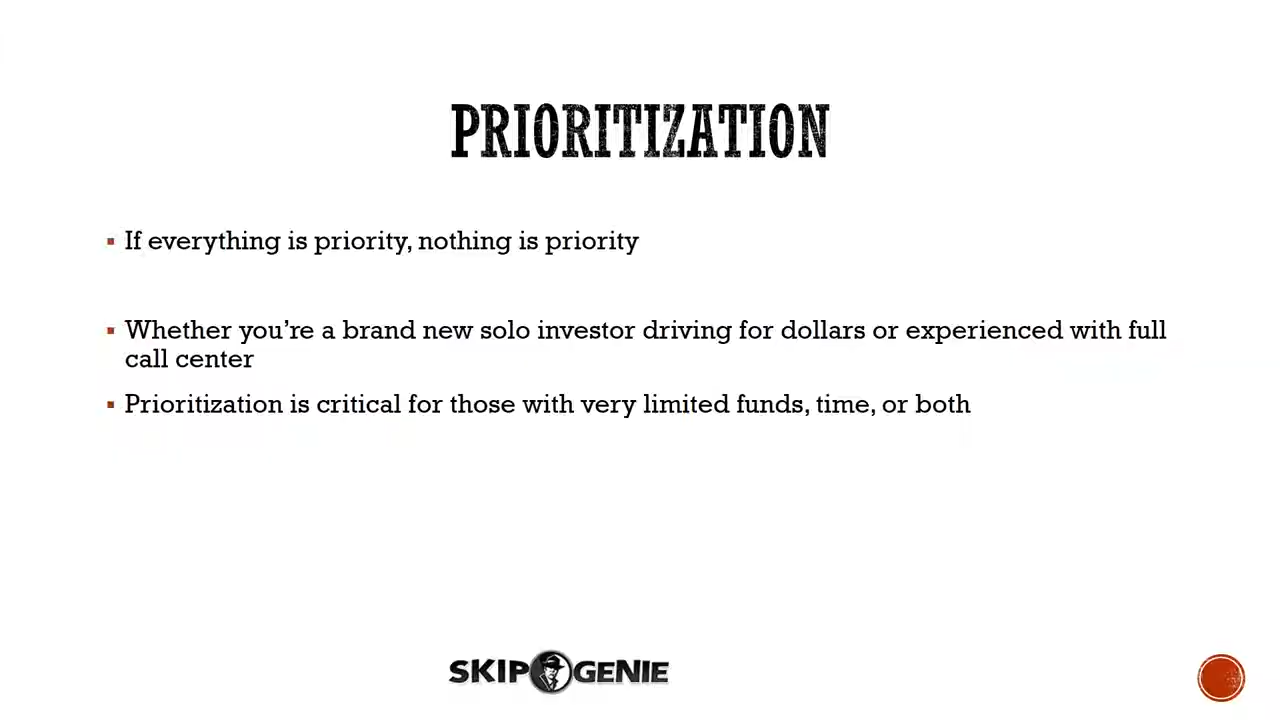 PRIORITIZATION
If everything is priority, nothing is priority
Whether you’re a brand new solo investor driving for dollars or experienced with full
call center
Prioritization is critical for those with very limited funds, time, or both
SKIP GENIE